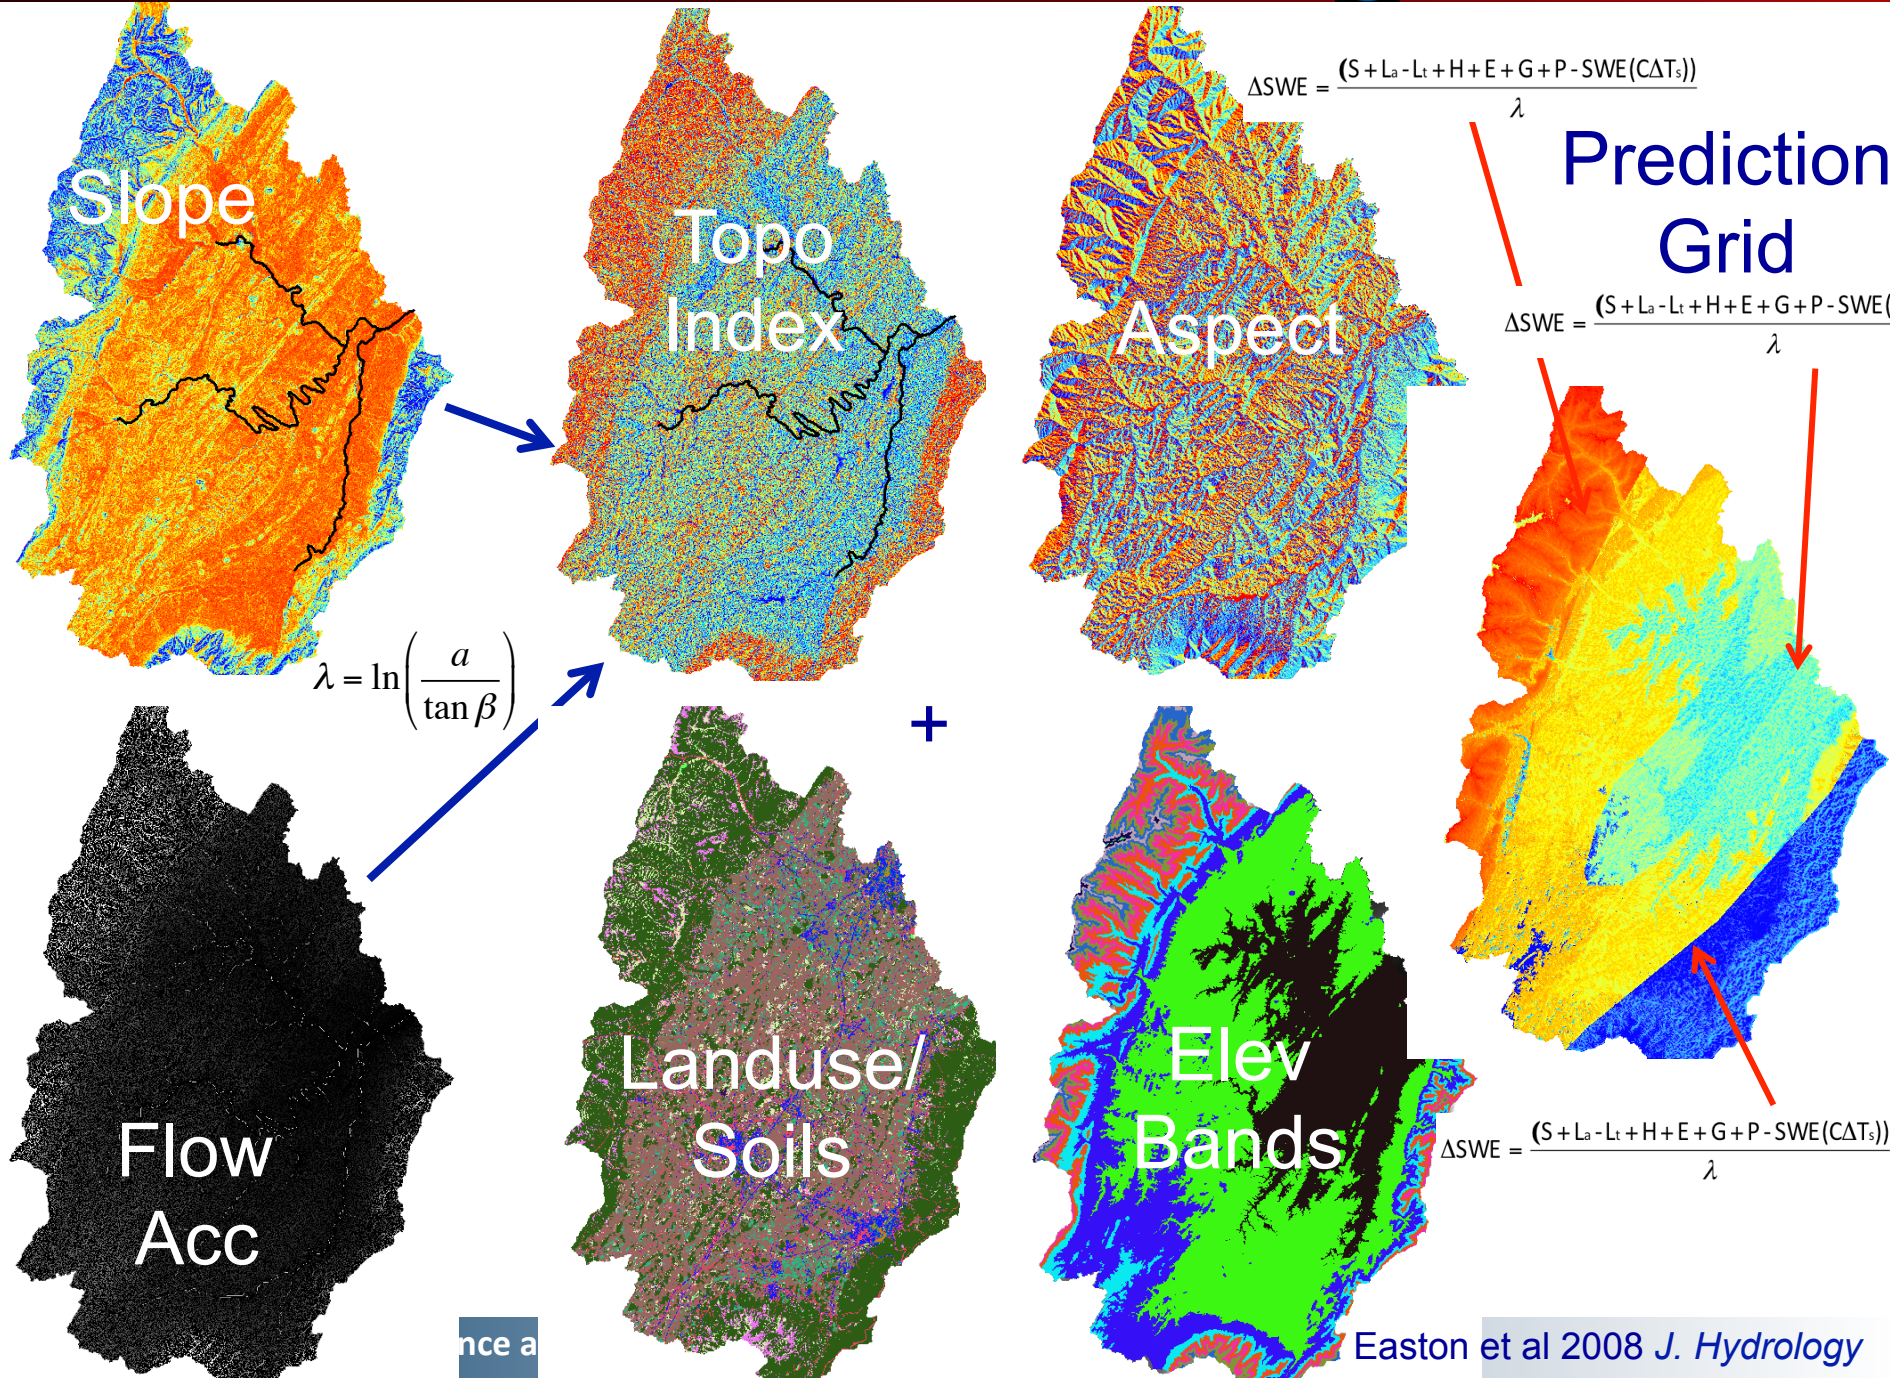 Slope
Topo
Index
Aspect
ΔSWE = (S + La - Lt + H + E + G + P - SWE(CΔTs)) / λ
Prediction
Grid
ΔSWE = (S + La - Lt + H + E + G + P - SWE( / λ
λ = ln(a / tan β)
+
Flow
Acc
Landuse/
Soils
Elev
Bands
ΔSWE = (S + La - Lt + H + E + G + P - SWE(CΔTs)) / λ
nce a
Easton et al 2008 J. Hydrology